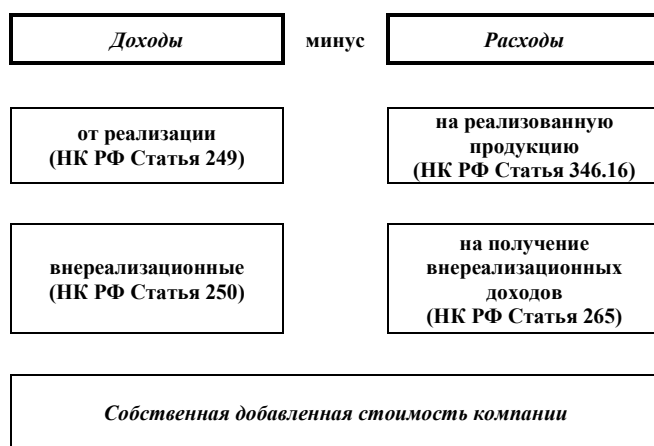 Доходы минус Расходы
от реализации
(НК РФ Статья 249)
на реализованную
продукцию
(НК РФ Статья 346.16)
внереализационные
(НК РФ Статья 250)
на получение
внереализационных
доходов
(НК РФ Статья 265)
Собственная добавленная стоимость компании